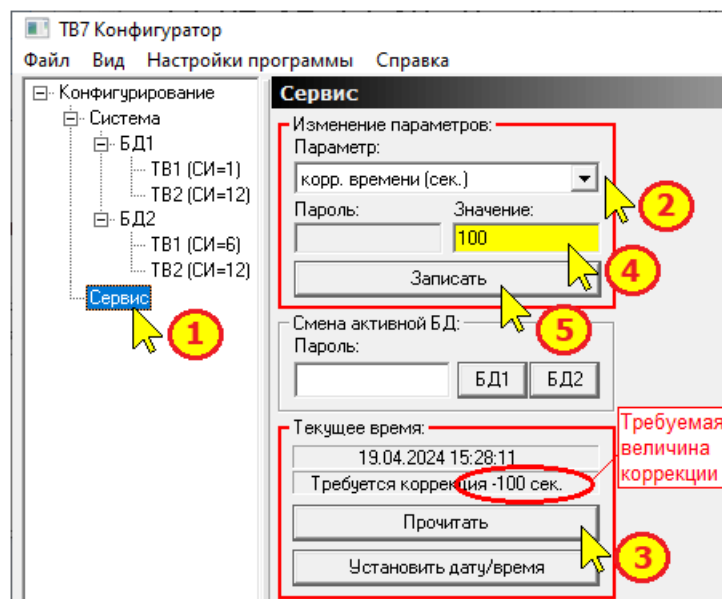 ТВ7 Конфигуратор
Файл Вид Настройки программы Справка
Конфигурирование
Система
БД1
ТВ1 (СИ=1)
ТВ2 (СИ=12)
БД2
ТВ1 (СИ=6)
ТВ2 (СИ=12)
Сервис
1
Сервис
Изменение параметров:
Параметр:
корр. времени (сек.)
2
Пароль: Значение:
100
4
Записать
5
Смена активной БД:
Пароль:
БД1 БД2
Текущее время:
19.04.2024 15:28:11
Требуется коррекция -100 сек.
Требуемая
величина
коррекции
Прочитать
3
Установить дату/время